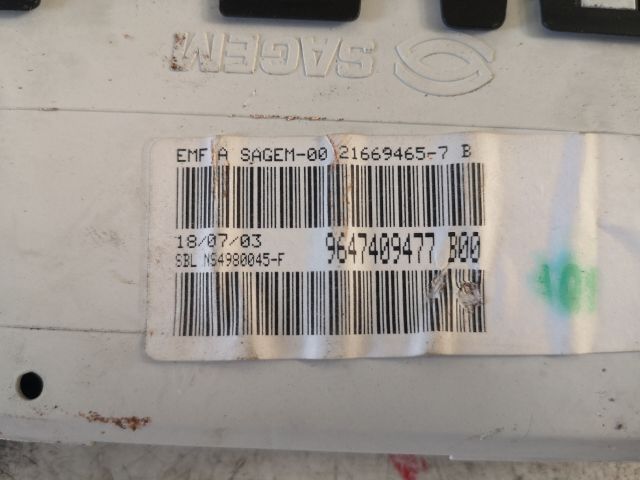 SAGEM
EMF A SAGEM-00 21669465-7 B
18/07/03
9647409477 B00
SBL NS4980045-F